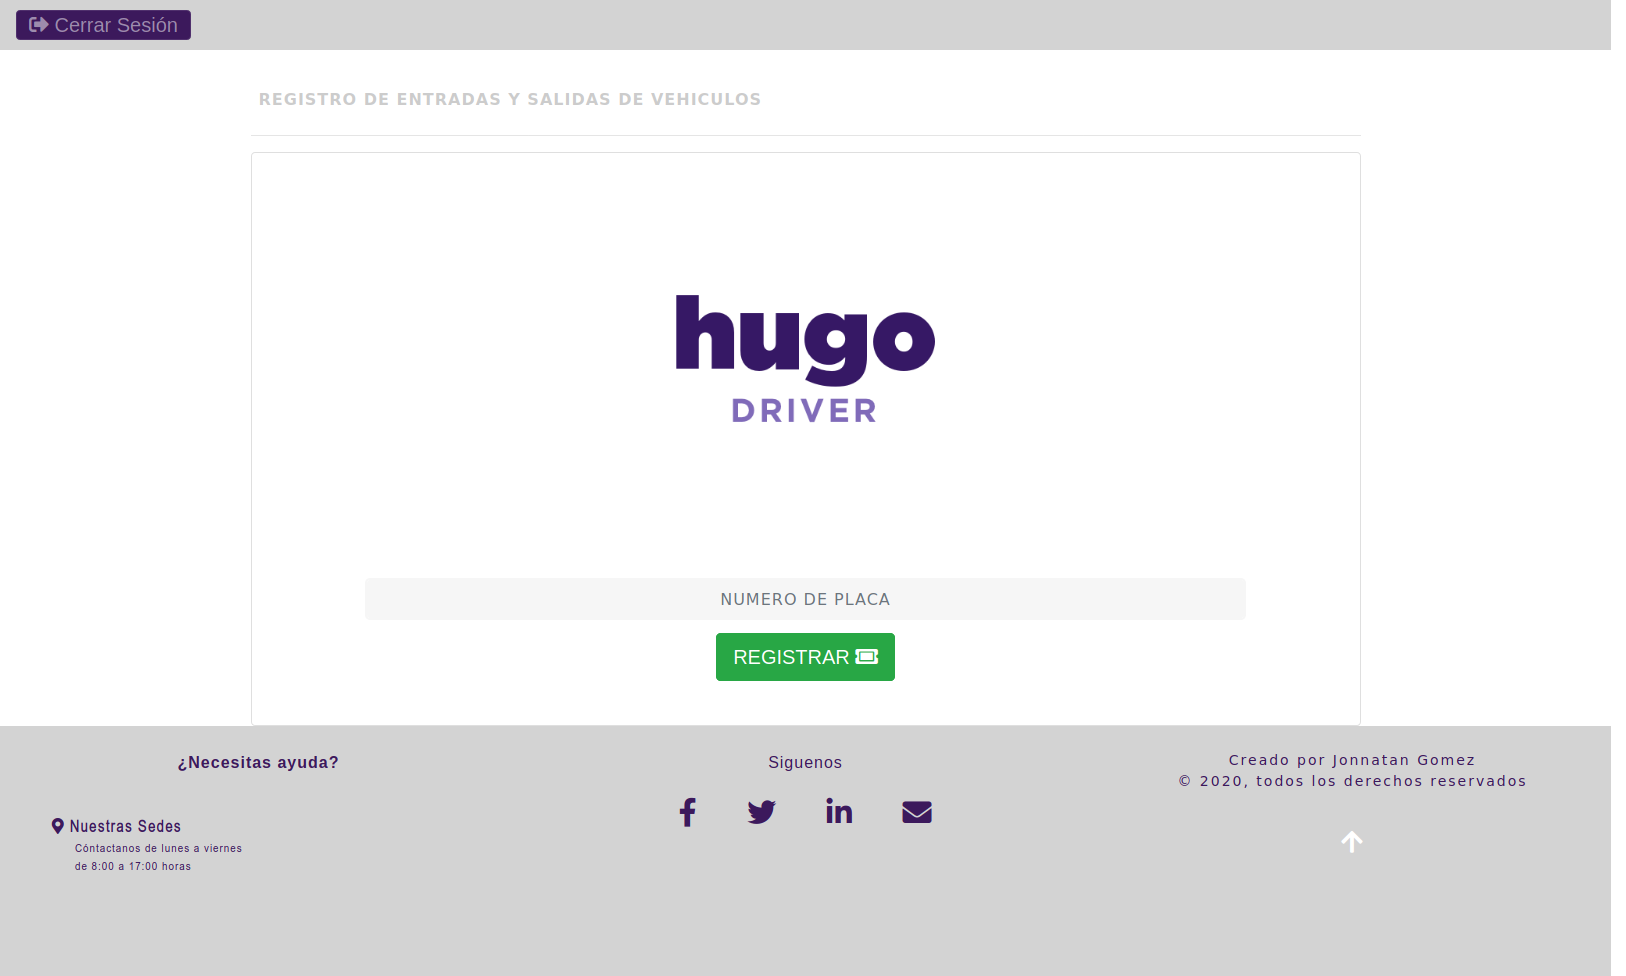 Cerrar Sesión
REGISTRO DE ENTRADAS Y SALIDAS DE VEHICULOS
hugo
DRIVER
NUMERO DE PLACA
REGISTRAR
¿Necesitas ayuda?
Nuestras Sedes
Cóntactanos de lunes a viernes
de 8:00 a 17:00 horas
Siguenos
Creado por Jonnatan Gomez
© 2020, todos los derechos reservados